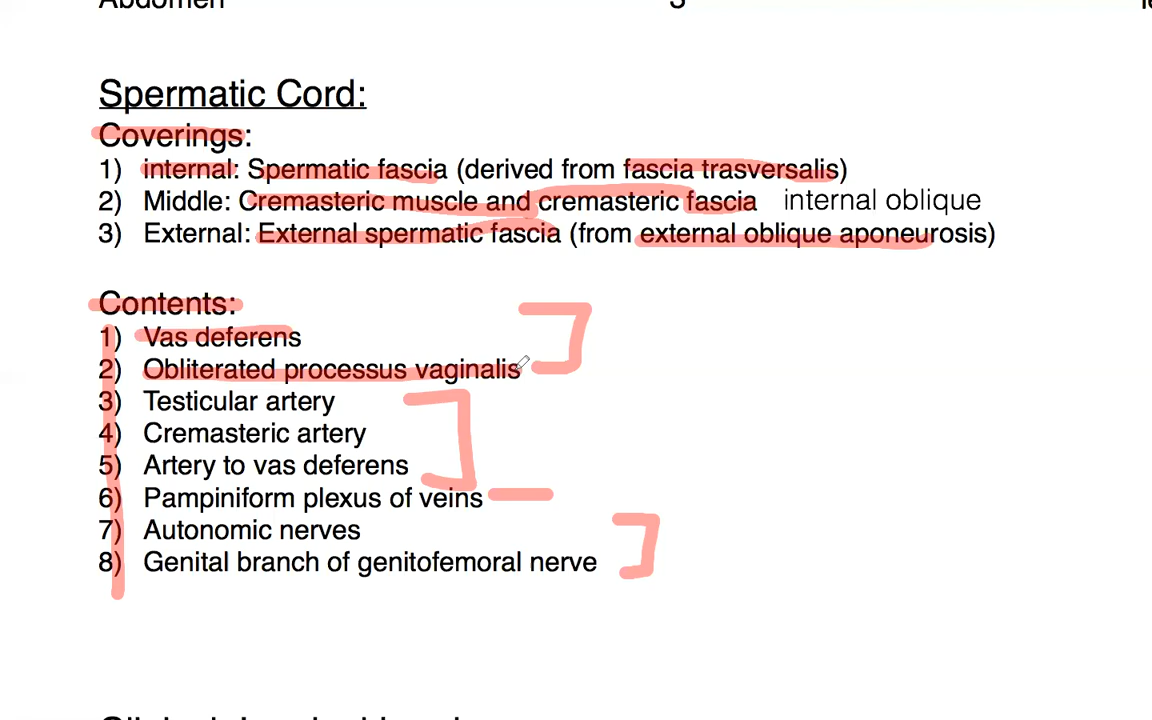 Abdomen 3
Spermatic Cord:
Coverings:
1) internal: Spermatic fascia (derived from fascia trasversalis)
2) Middle: Cremasteric muscle and cremasteric fascia internal oblique
3) External: External spermatic fascia (from external oblique aponeurosis)
Contents:
1) Vas deferens
2) Obliterated processus vaginalis
3) Testicular artery
4) Cremasteric artery
5) Artery to vas deferens
6) Pampiniform plexus of veins
7) Autonomic nerves
8) Genital branch of genitofemoral nerve